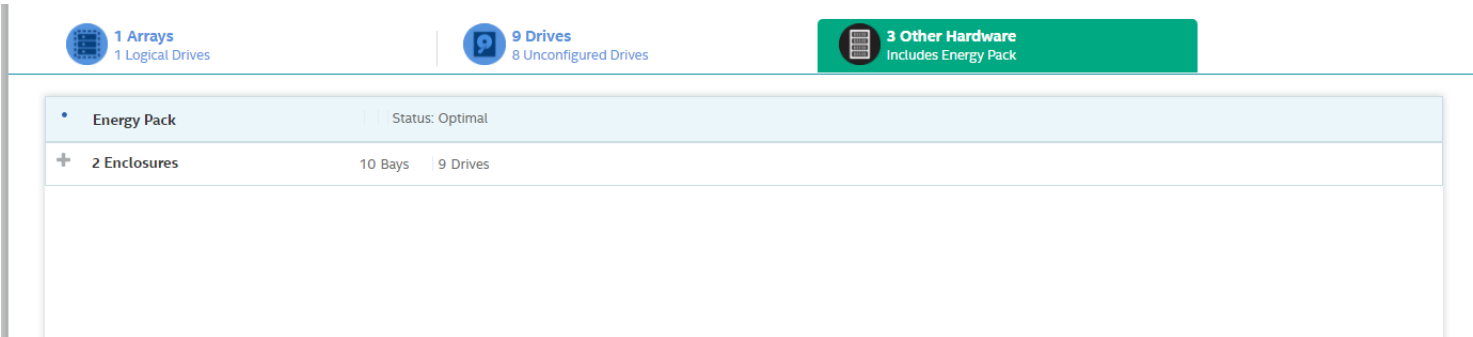 1 Arrays
1 Logical Drives
9 Drives
8 Unconfigured Drives
3 Other Hardware
Includes Energy Pack
Energy Pack Status: Optimal
2 Enclosures 10 Bays 9 Drives